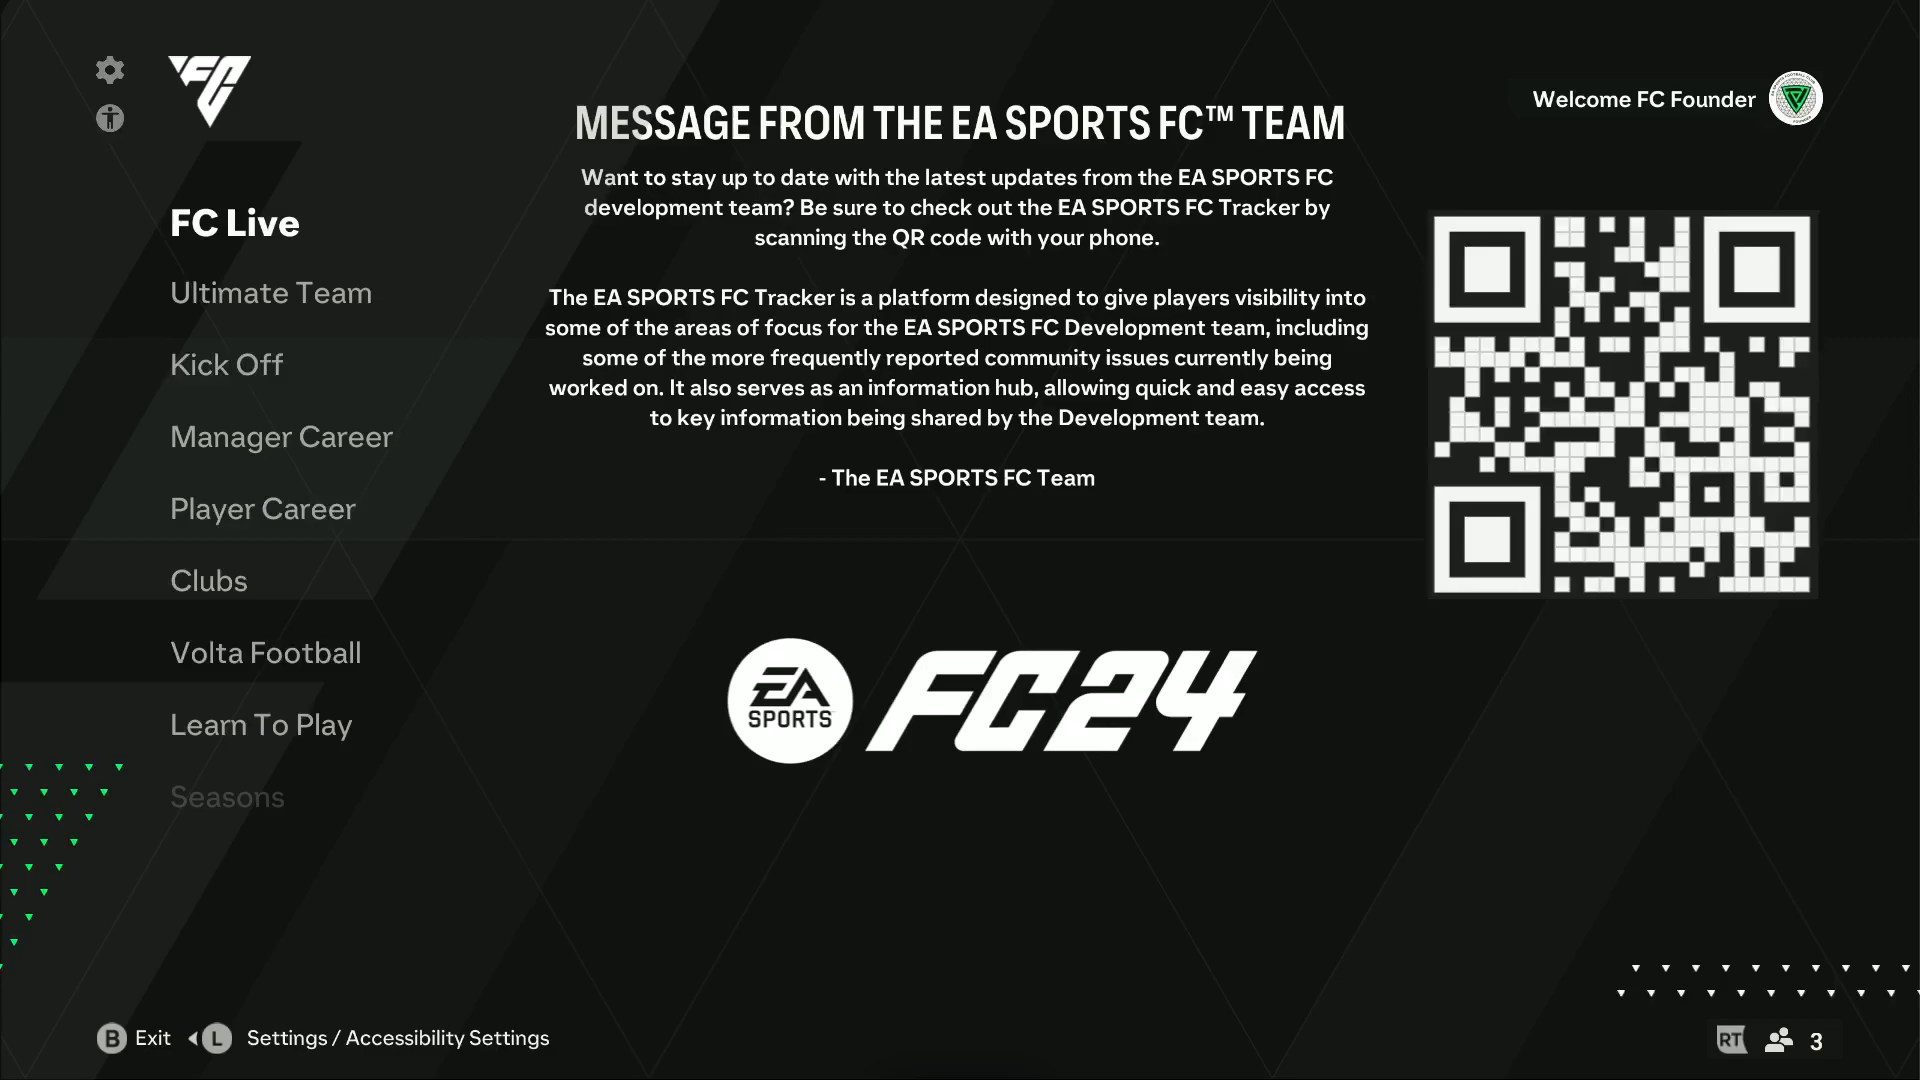 FC
MESSAGE FROM THE EA SPORTS FC™ TEAM
Welcome FC Founder
Want to stay up to date with the latest updates from the EA SPORTS FC
development team? Be sure to check out the EA SPORTS FC Tracker by
scanning the QR code with your phone.
The EA SPORTS FC Tracker is a platform designed to give players visibility into
some of the areas of focus for the EA SPORTS FC Development team, including
some of the more frequently reported community issues currently being
worked on. It also serves as an information hub, allowing quick and easy access
to key information being shared by the Development team.
- The EA SPORTS FC Team
FC Live
Ultimate Team
Kick Off
Manager Career
Player Career
Clubs
Volta Football
Learn To Play
Seasons
EA
SPORTS
FC24
B Exit
L Settings / Accessibility Settings
RT 3